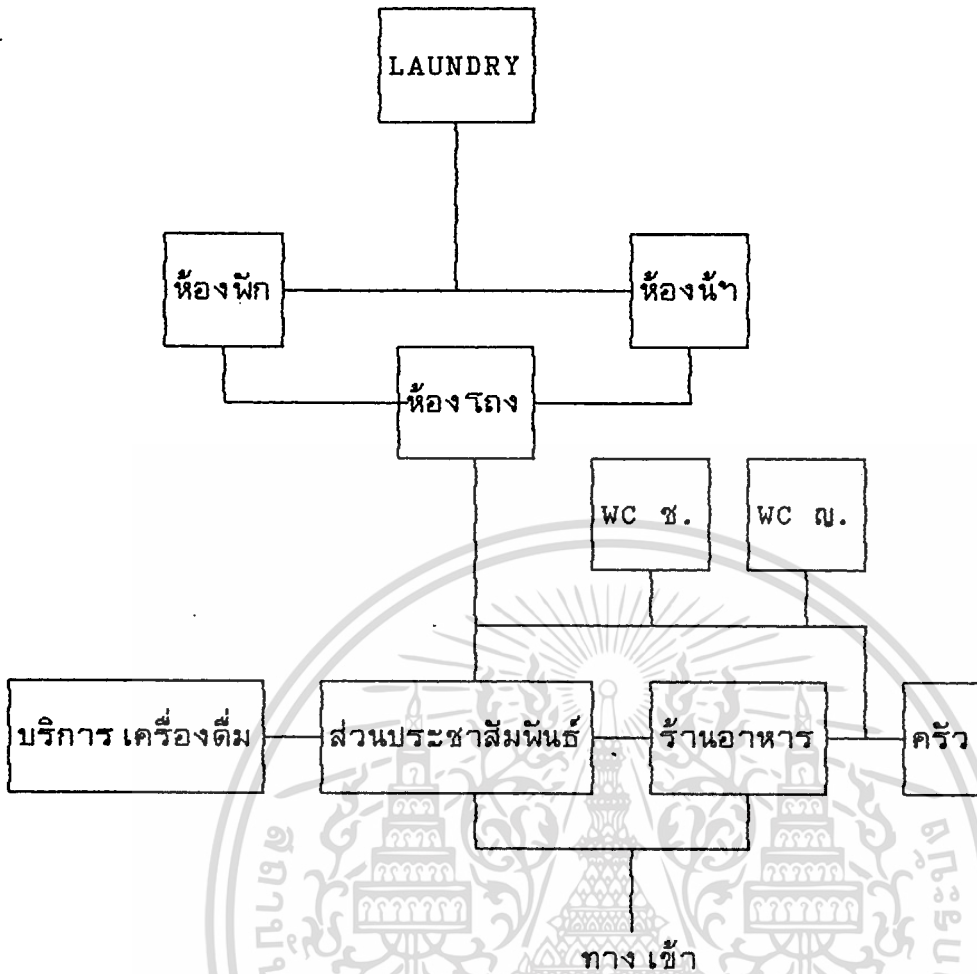 LAUNDRY
ห้องพัก
ห้องน้ำ
ห้องโถง
WC ช.
WC ญ.
บริการเครื่องดื่ม
ส่วนประชาสัมพันธ์
ร้านอาหาร
ครัว
ทางเข้า